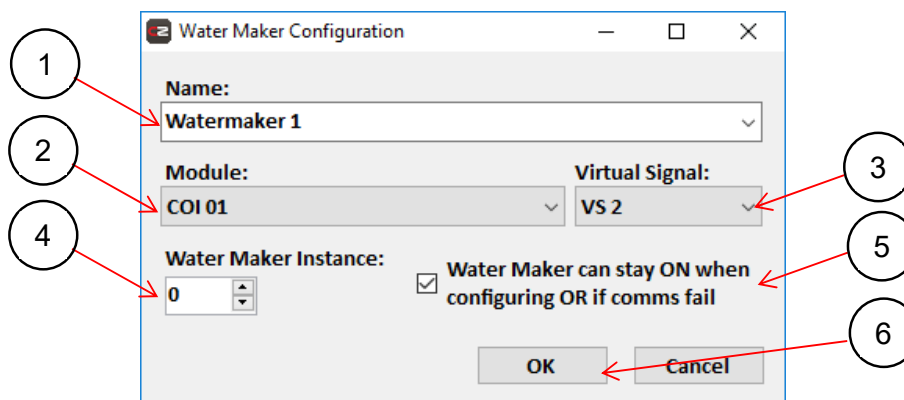 CZ Water Maker Configuration
1
Name:
Watermaker 1
2
Module:
Virtual Signal:
3
COI 01
VS 2
4
Water Maker Instance:
0
Water Maker can stay ON when
configuring OR if comms fail
5
6
OK
Cancel